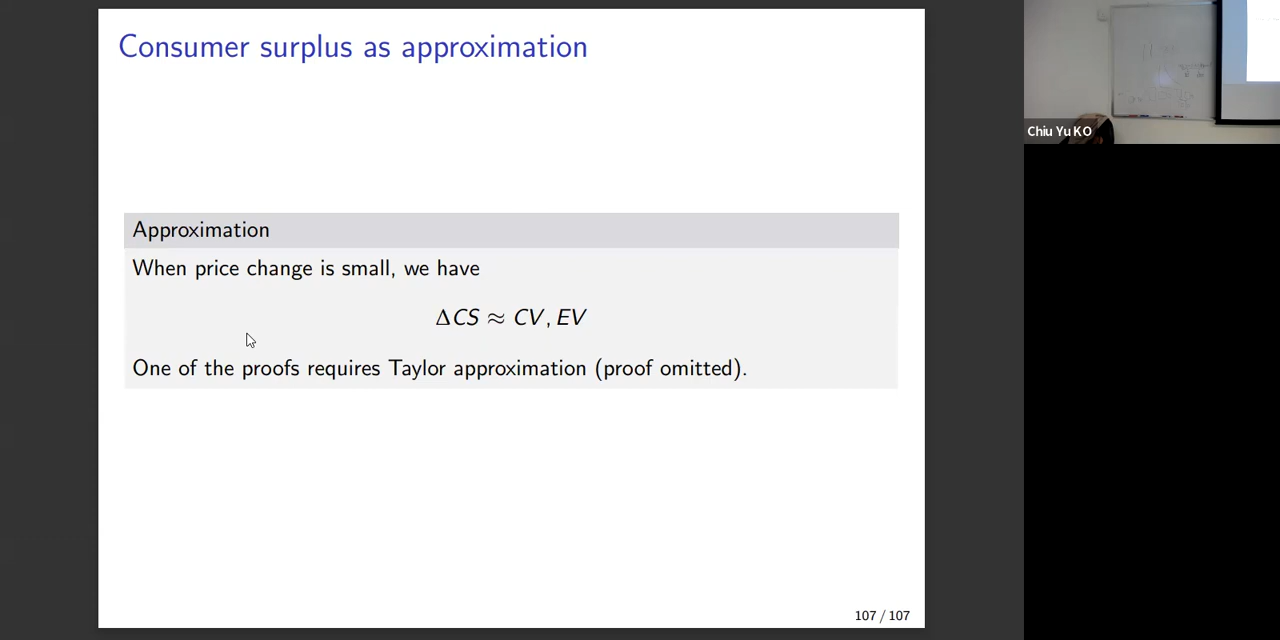 Consumer surplus as approximation
Approximation
When price change is small, we have
ΔCS ≈ CV, EV
One of the proofs requires Taylor approximation (proof omitted).
107 / 107
Chiu Yu KO